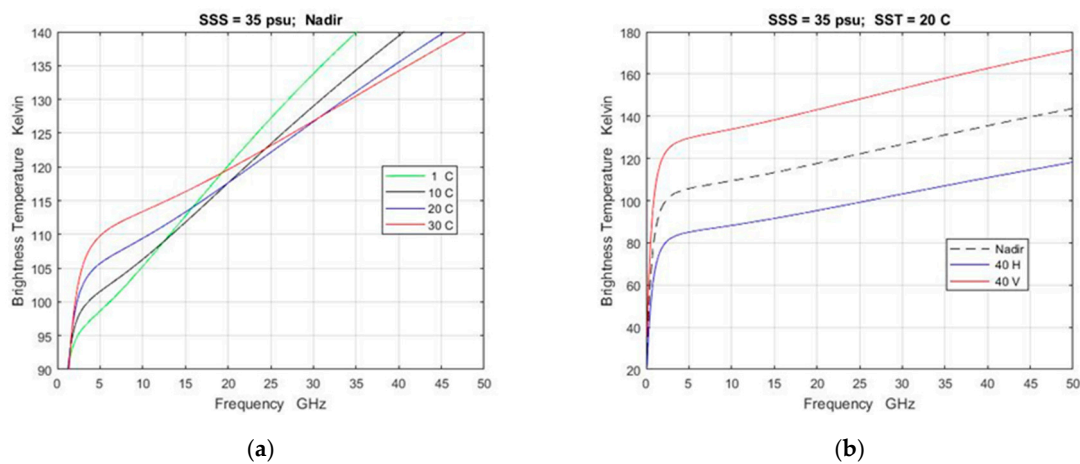 SSS = 35 psu;  Nadir
Brightness Temperature   Kelvin
140
135
130
125
120
115
110
105
100
95
90
1 C
10 C
20 C
30 C
0 5 10 15 20 25 30 35 40 45 50
Frequency   GHz
(a)
SSS = 35 psu;  SST = 20 C
Brightness Temperature   Kelvin
180
160
140
120
100
80
60
40
20
Nadir
40 H
40 V
0 5 10 15 20 25 30 35 40 45 50
Frequency   GHz
(b)